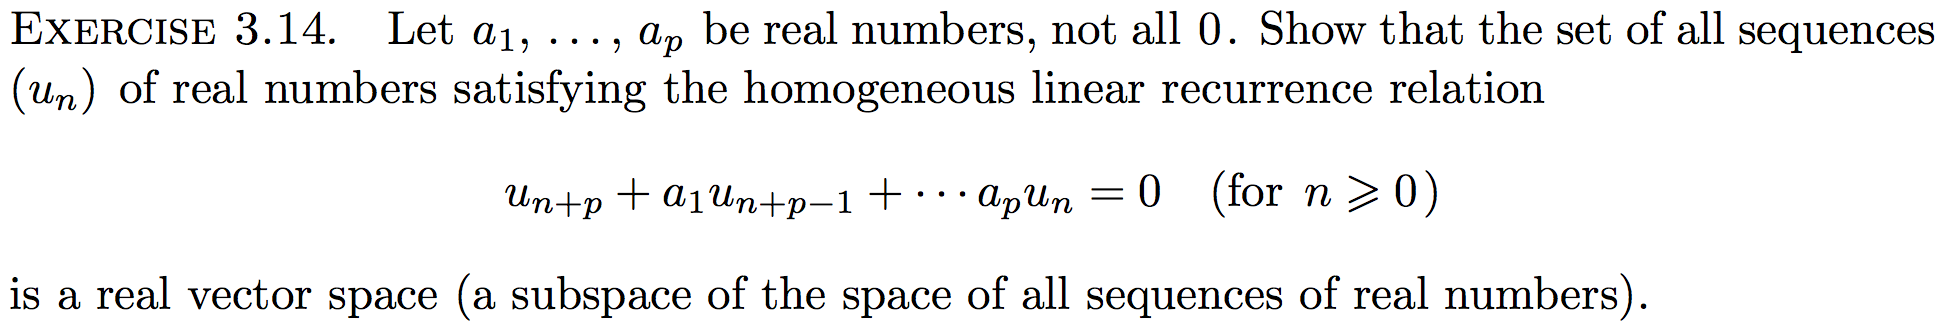 EXERCISE 3.14. Let a₁, ..., aₚ be real numbers, not all 0. Show that the set of all sequences
(uₙ) of real numbers satisfying the homogeneous linear recurrence relation
uₙ₊ₚ + a₁uₙ₊ₚ₋₁ + ··· aₚuₙ = 0 (for n ⩾ 0)
is a real vector space (a subspace of the space of all sequences of real numbers).